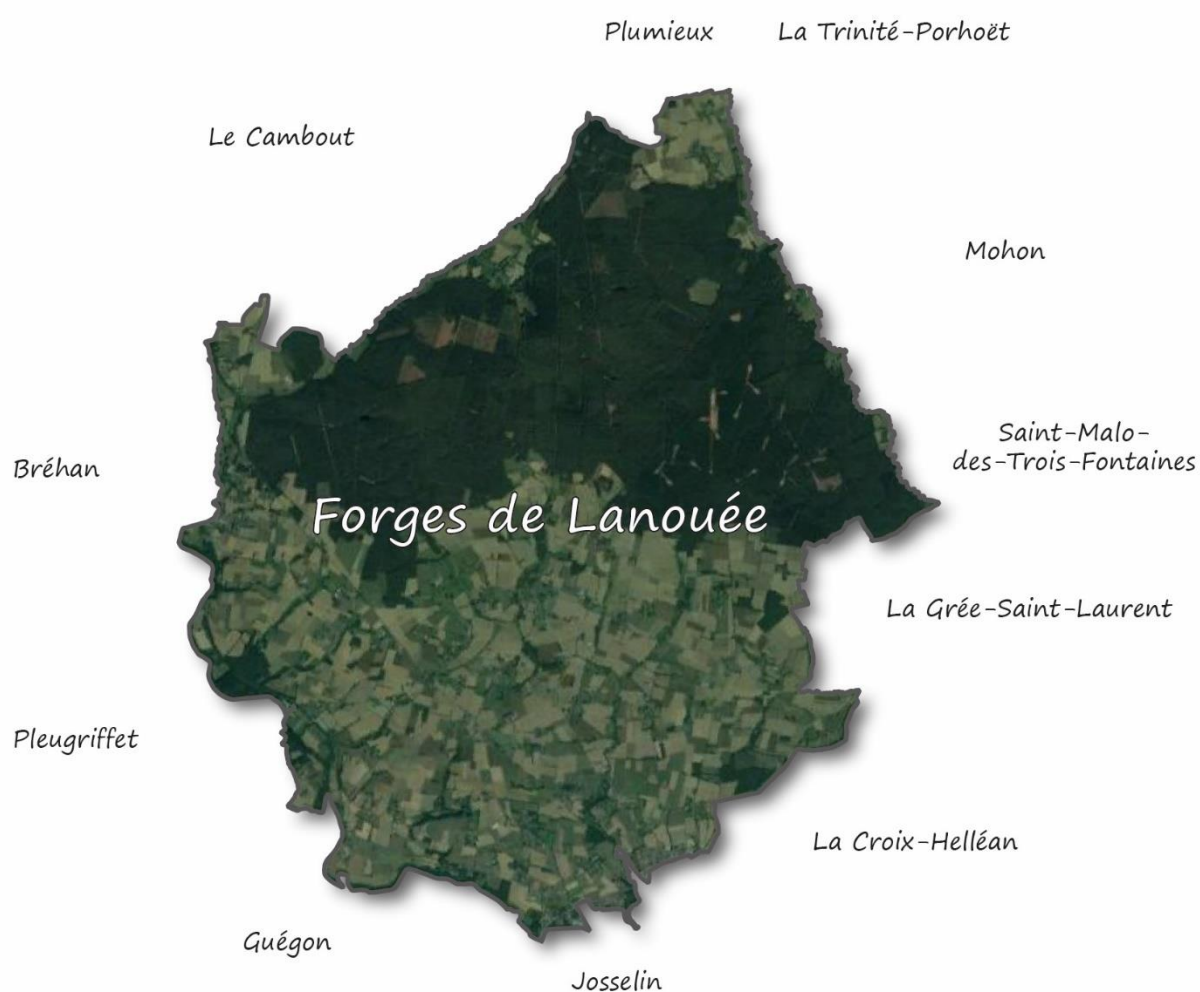 Plumieux
La Trinité-Porhoët
Le Cambout
Mohon
Saint-Malo-
des-Trois-Fontaines
Bréhan
Forges de Lanouée
La Grée-Saint-Laurent
Pleugriffet
La Croix-Helléan
Guégon
Josselin